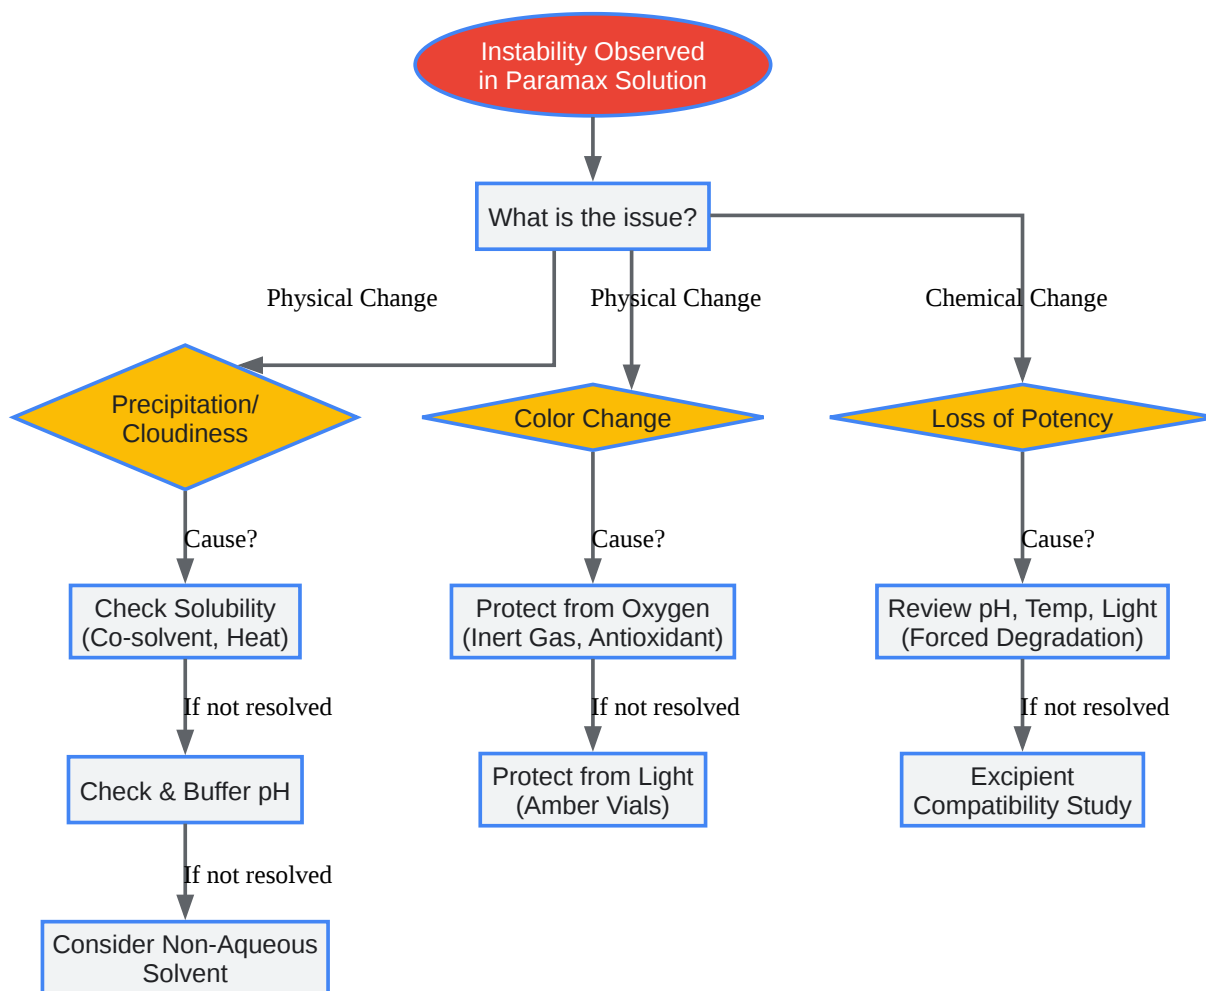 Instability Observed
in Paramax Solution
What is the issue?
Physical Change
Physical Change
Chemical Change
Precipitation/
Cloudiness
Color Change
Loss of Potency
Cause?
Cause?
Cause?
Check Solubility
(Co-solvent, Heat)
Protect from Oxygen
(Inert Gas, Antioxidant)
Review pH, Temp, Light
(Forced Degradation)
If not resolved
If not resolved
If not resolved
Check & Buffer pH
Protect from Light
(Amber Vials)
Excipient
Compatibility Study
If not resolved
Consider Non-Aqueous
Solvent